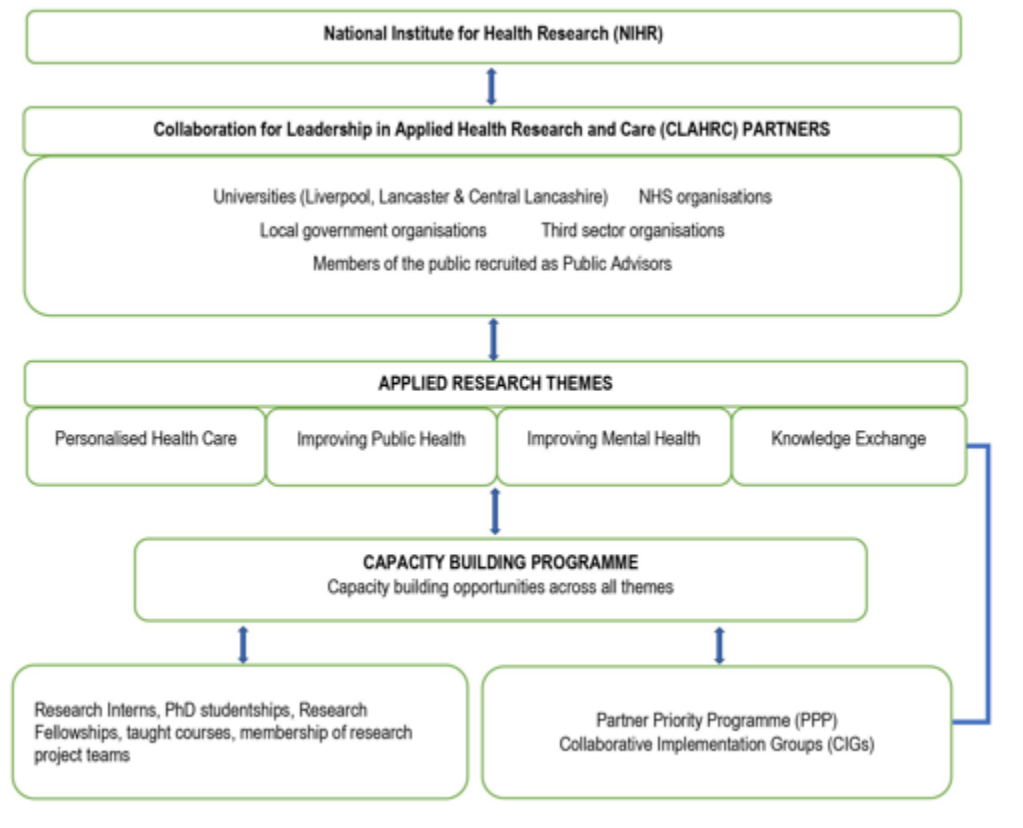 National Institute for Health Research (NIHR)
Collaboration for Leadership in Applied Health Research and Care (CLAHRC) PARTNERS
Universities (Liverpool, Lancaster & Central Lancashire) NHS organisations
Local government organisations Third sector organisations
Members of the public recruited as Public Advisors
APPLIED RESEARCH THEMES
Personalised Health Care
Improving Public Health
Improving Mental Health
Knowledge Exchange
CAPACITY BUILDING PROGRAMME
Capacity building opportunities across all themes
Research Interns, PhD studentships, Research
Fellowships, taught courses, membership of research
project teams
Partner Priority Programme (PPP)
Collaborative Implementation Groups (CIGs)